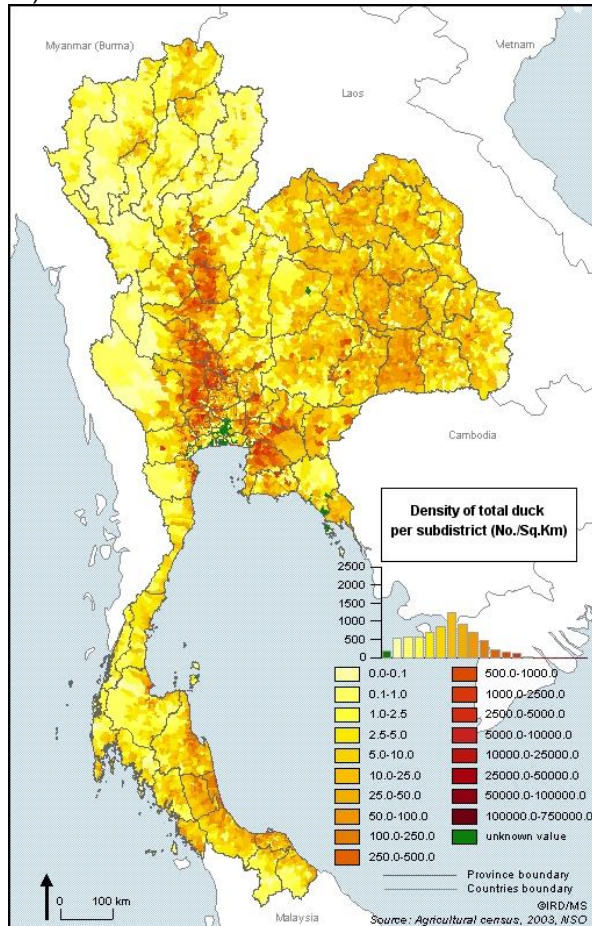 Myanmar (Burma)
Vietnam
Laos
Cambodia
Density of total duck
per subdistrict (No./Sq.Km)
2500
2000
1500
1000
500
0
0.0-0.1
0.1-1.0
1.0-2.5
2.5-5.0
5.0-10.0
10.0-25.0
25.0-50.0
50.0-100.0
100.0-250.0
250.0-500.0
500.0-1000.0
1000.0-2500.0
2500.0-5000.0
5000.0-10000.0
10000.0-25000.0
25000.0-50000.0
50000.0-100000.0
100000.0-750000.0
unknown value
Province boundary
Countries boundary
©IRD/MS
Source: Agricultural census, 2003, NSO
0 100 km
Malaysia